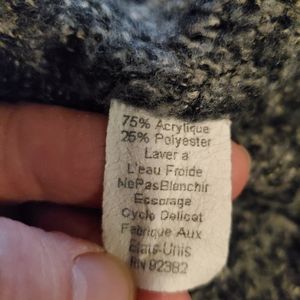 75% Acrylique
25% Polyester
Laver a
L'eau Froide
NePasBlanchir
Essorage
Cycle Delicat
Fabrique Aux
Etats-Unis
RN 92382